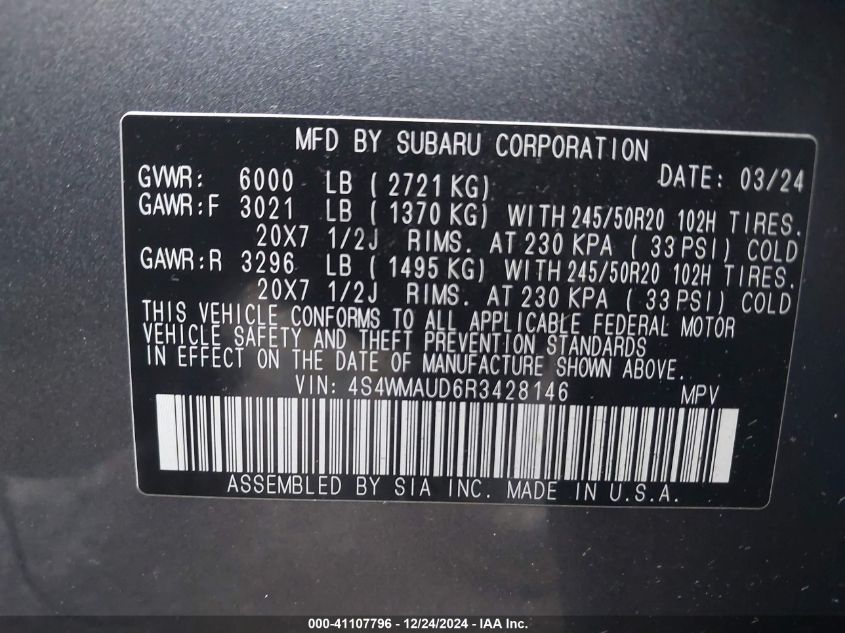 MFD BY SUBARU CORPORATION
GVWR: 6000 LB ( 2721 KG) DATE: 03/24
GAWR:F 3021 LB ( 1370 KG) WITH 245/50R20 102H TIRES.
20X7 1/2J RIMS. AT 230 KPA ( 33 PSI) COLD
GAWR:R 3296 LB ( 1495 KG) WITH 245/50R20 102H TIRES.
20X7 1/2J RIMS. AT 230 KPA ( 33 PSI) COLD
THIS VEHICLE CONFORMS TO ALL APPLICABLE FEDERAL MOTOR
VEHICLE SAFETY AND THEFT PREVENTION STANDARDS
IN EFFECT ON THE DATE OF MANUFACTURE SHOWN ABOVE.
VIN: 4S4WMAUD6R3428146 MPV
ASSEMBLED BY SIA INC. MADE IN U.S.A.
000-41107796 - 12/24/2024 - IAA Inc.